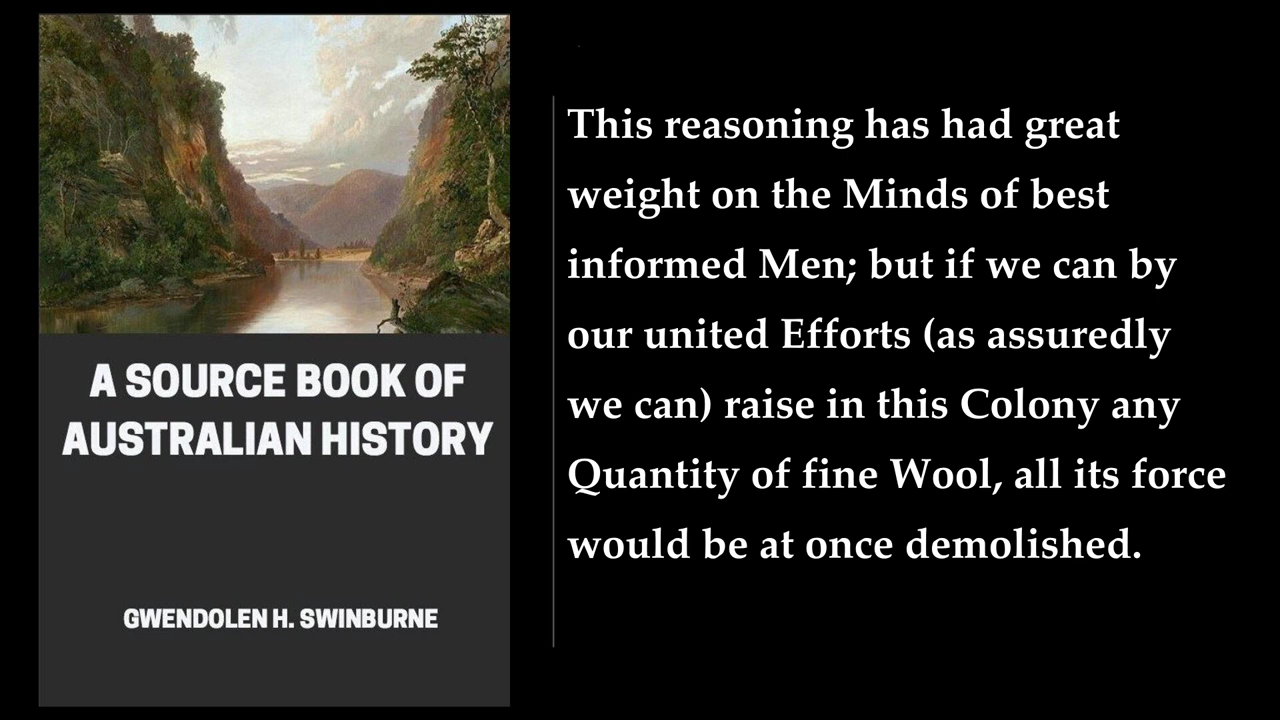 A SOURCE BOOK OF
AUSTRALIAN HISTORY
GWENDOLEN H. SWINBURNE
This reasoning has had great
weight on the Minds of best
informed Men; but if we can by
our united Efforts (as assuredly
we can) raise in this Colony any
Quantity of fine Wool, all its force
would be at once demolished.